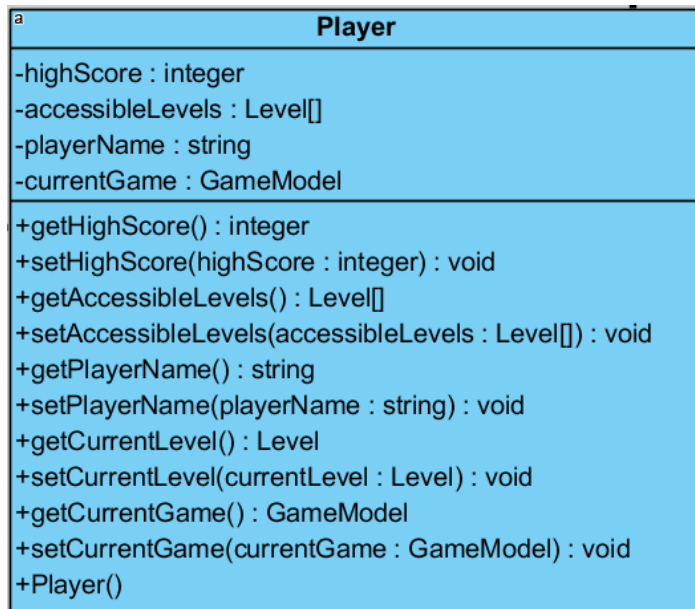 a
Player
-highScore : integer
-accessibleLevels : Level[]
-playerName : string
-currentGame : GameModel
+getHighScore() : integer
+setHighScore(highScore : integer) : void
+getAccessibleLevels() : Level[]
+setAccessibleLevels(accessibleLevels : Level[]) : void
+getPlayerName() : string
+setPlayerName(playerName : string) : void
+getCurrentLevel() : Level
+setCurrentLevel(currentLevel : Level) : void
+getCurrentGame() : GameModel
+setCurrentGame(currentGame : GameModel) : void
+Player()